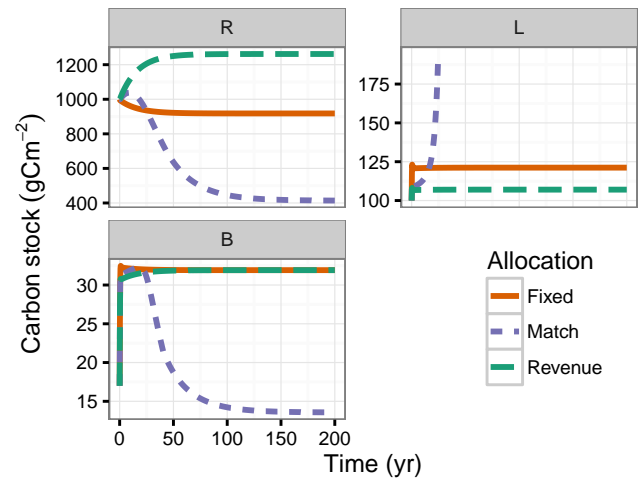 R
L
1200
1000
800
600
400
175
150
125
100
Carbon stock (gCm⁻²)
B
30
25
20
15
0
50
100
150
200
Time (yr)
Allocation
Fixed
Match
Revenue